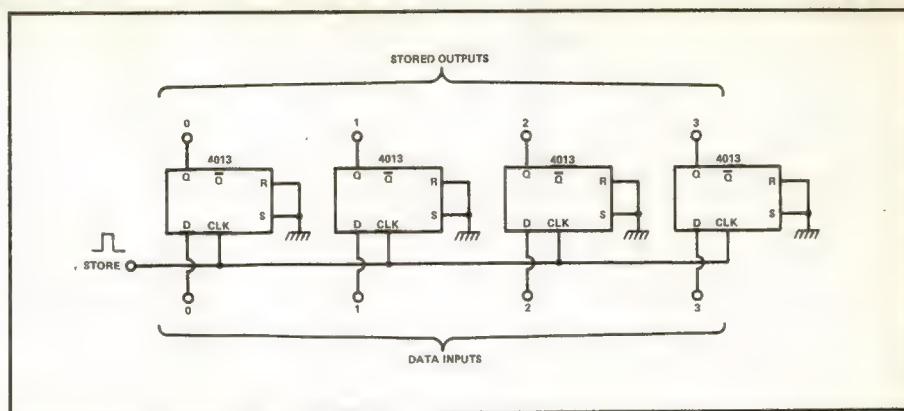 STORED OUTPUTS
0 1 2 3
4013 4013 4013 4013
Q Q̅ R Q Q̅ R Q Q̅ R Q Q̅ R
S S S S
D CLK D CLK D CLK D CLK
STORE
0 1 2 3
DATA INPUTS